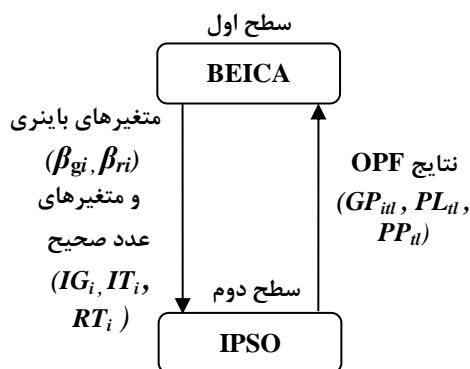 سطح اول
BEICA
متغیرهای باینری
(βgi, βri)
و متغیرهای
عدد صحیح
(IGi, ITi,
RTi )
نتایج OPF
(GPitl, PLtl,
PPtl)
سطح دوم
IPSO